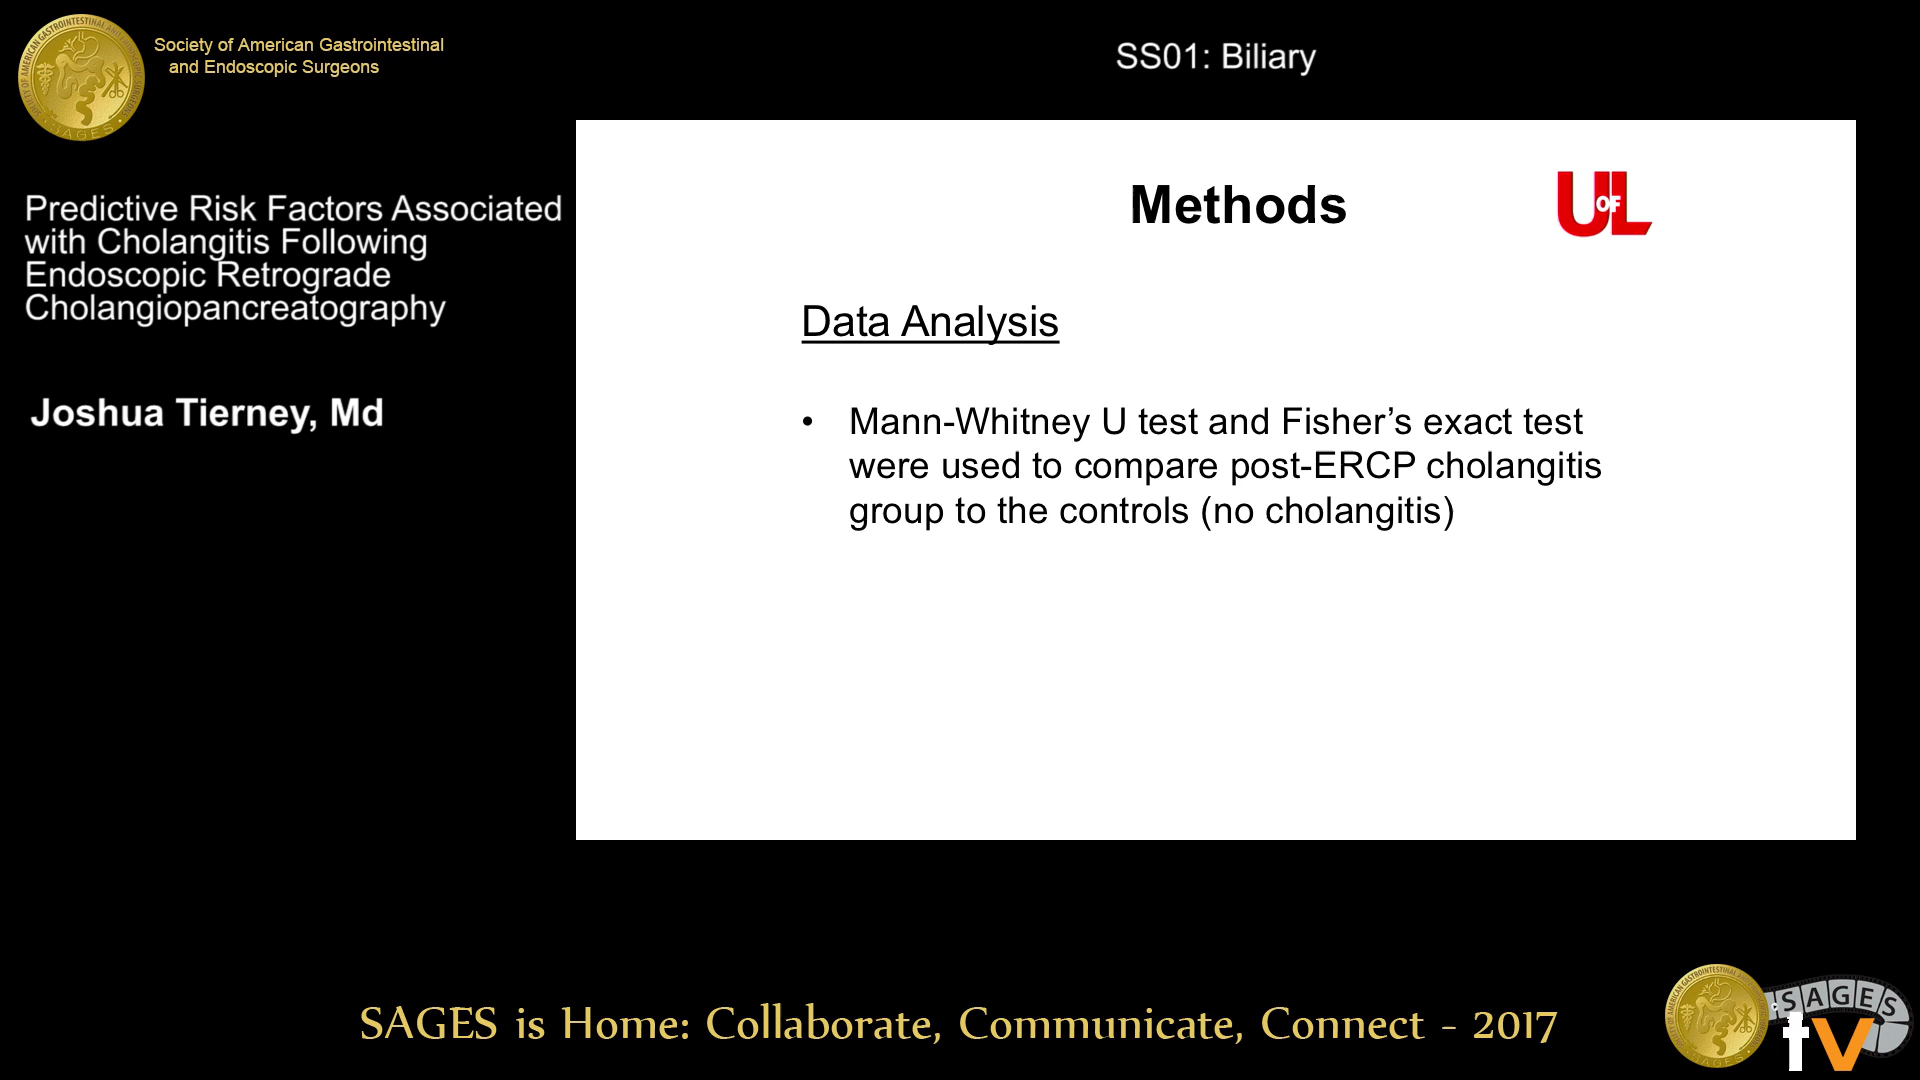 Society of American Gastrointestinal
and Endoscopic Surgeons
SS01: Biliary
Predictive Risk Factors Associated
with Cholangitis Following
Endoscopic Retrograde
Cholangiopancreatography
Joshua Tierney, Md
Methods
U OF L
Data Analysis
• Mann-Whitney U test and Fisher’s exact test
were used to compare post-ERCP cholangitis
group to the controls (no cholangitis)
SAGES is Home: Collaborate, Communicate, Connect - 2017
SAGES
tv